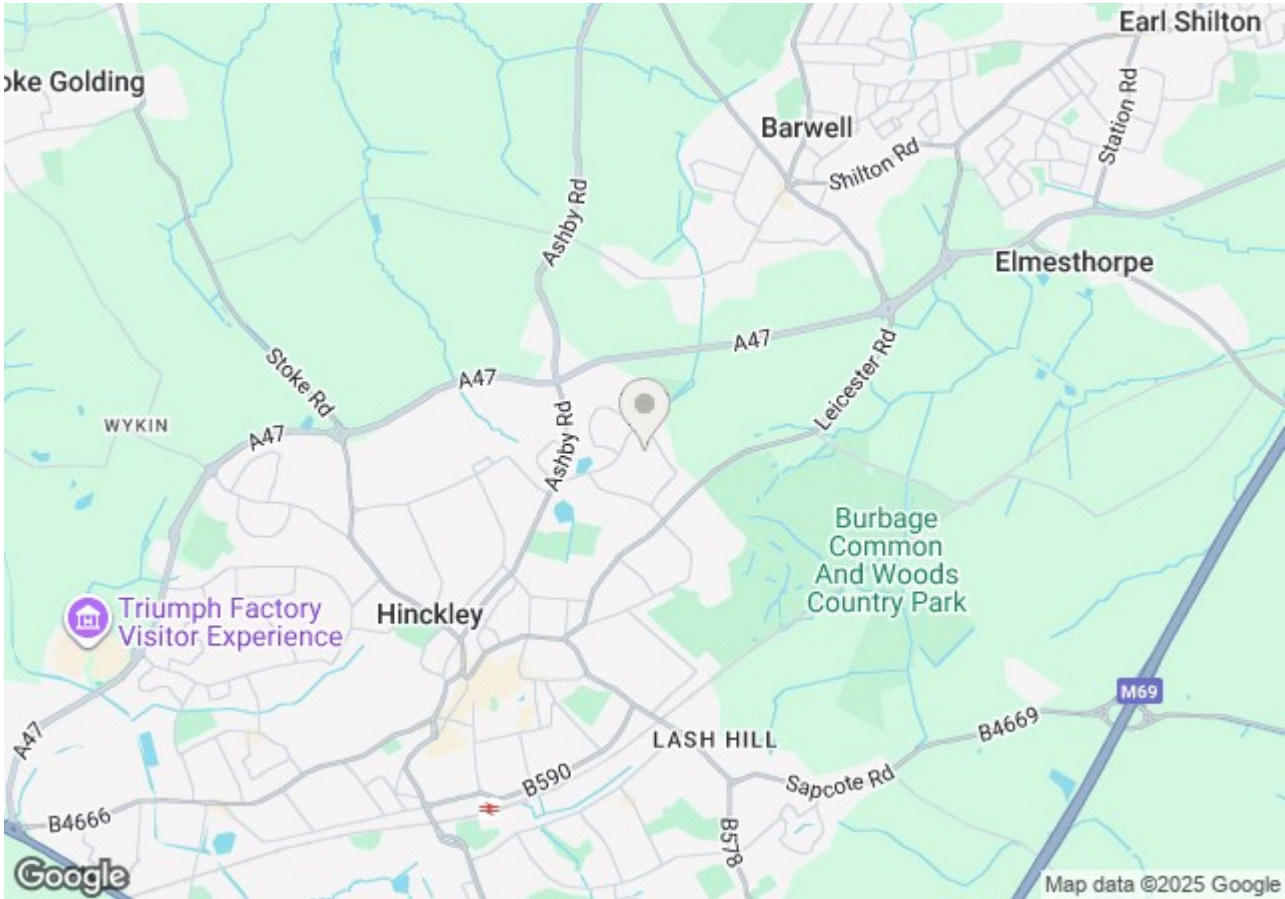 Earl Shilton
oke Golding
Barwell
Shilton Rd
Station Rd
Ashby Rd
Elmesthorpe
A47
Stoke Rd
A47
Leicester Rd
WYKIN
A47
Ashby Rd
Burbage
Common
And Woods
Country Park
Triumph Factory
Visitor Experience
Hinckley
M69
A47
LASH HILL
B4669
B590
Sapcote Rd
B4666
B578
Google
Map data ©2025 Google